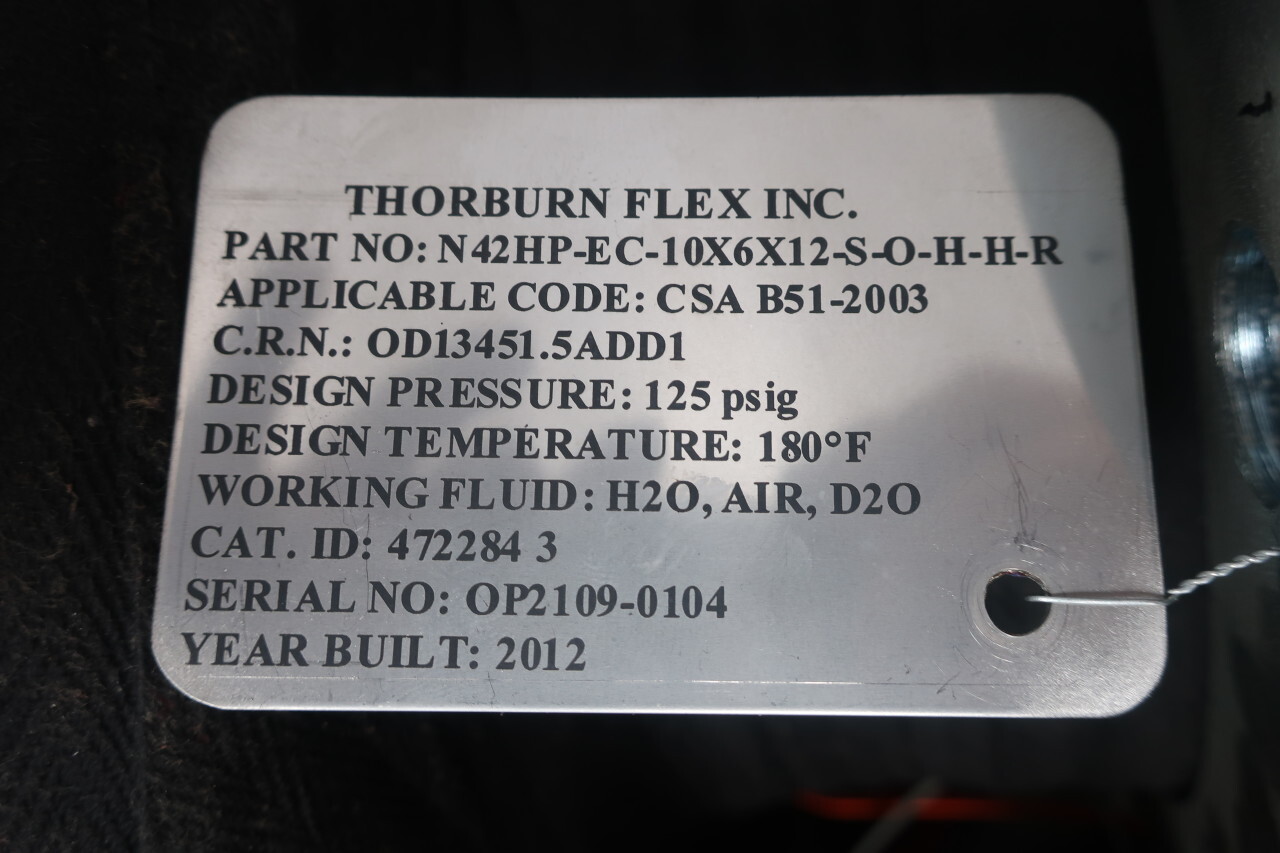 THORBURN FLEX INC.
PART NO: N42HP-EC-10X6X12-S-O-H-H-R
APPLICABLE CODE: CSA B51-2003
C.R.N.: OD13451.5ADD1
DESIGN PRESSURE: 125 psig
DESIGN TEMPERATURE: 180°F
WORKING FLUID: H2O, AIR, D2O
CAT. ID: 472284 3
SERIAL NO: OP2109-0104
YEAR BUILT: 2012